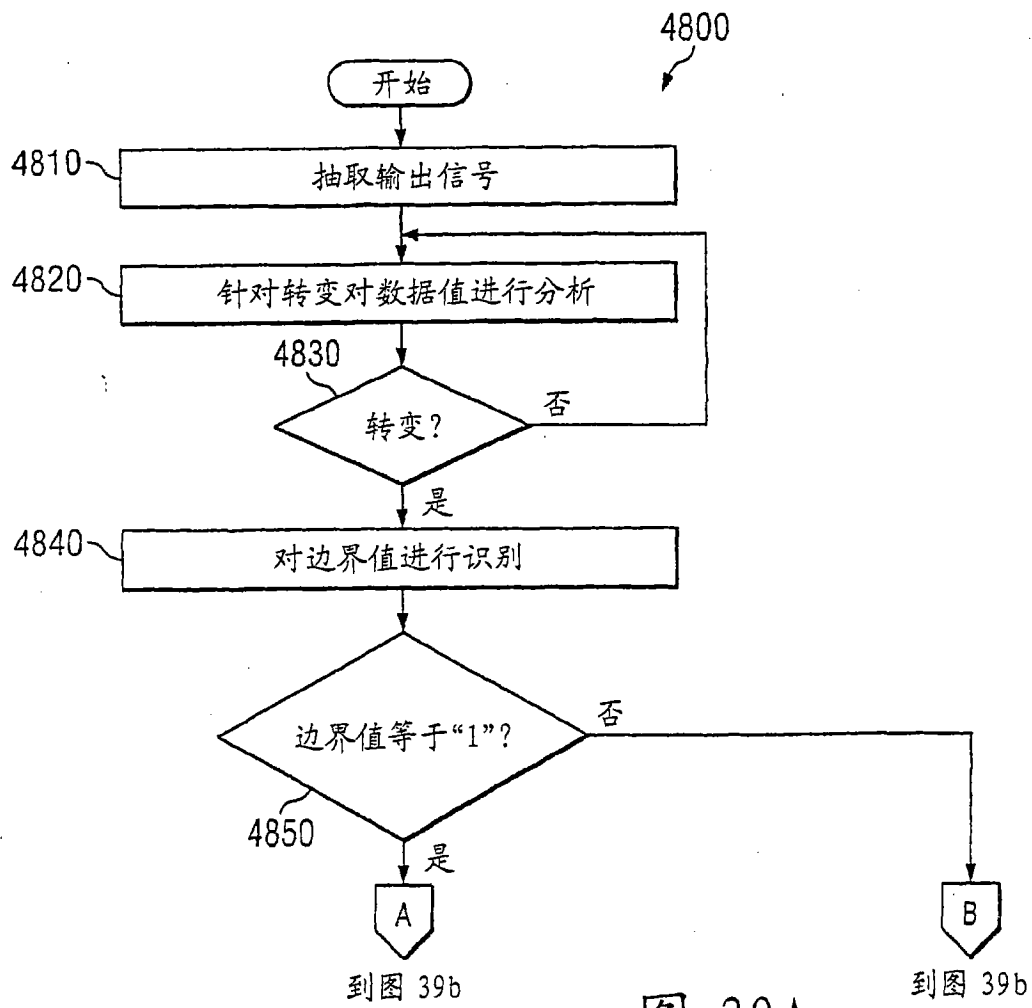 4800
开始
4810
抽取输出信号
4820
针对转变对数据值进行分析
4830
转变?
否
是
4840
对边界值进行识别
边界值等于“1”?
否
4850
是
A
B
到图 39b
到图 39b